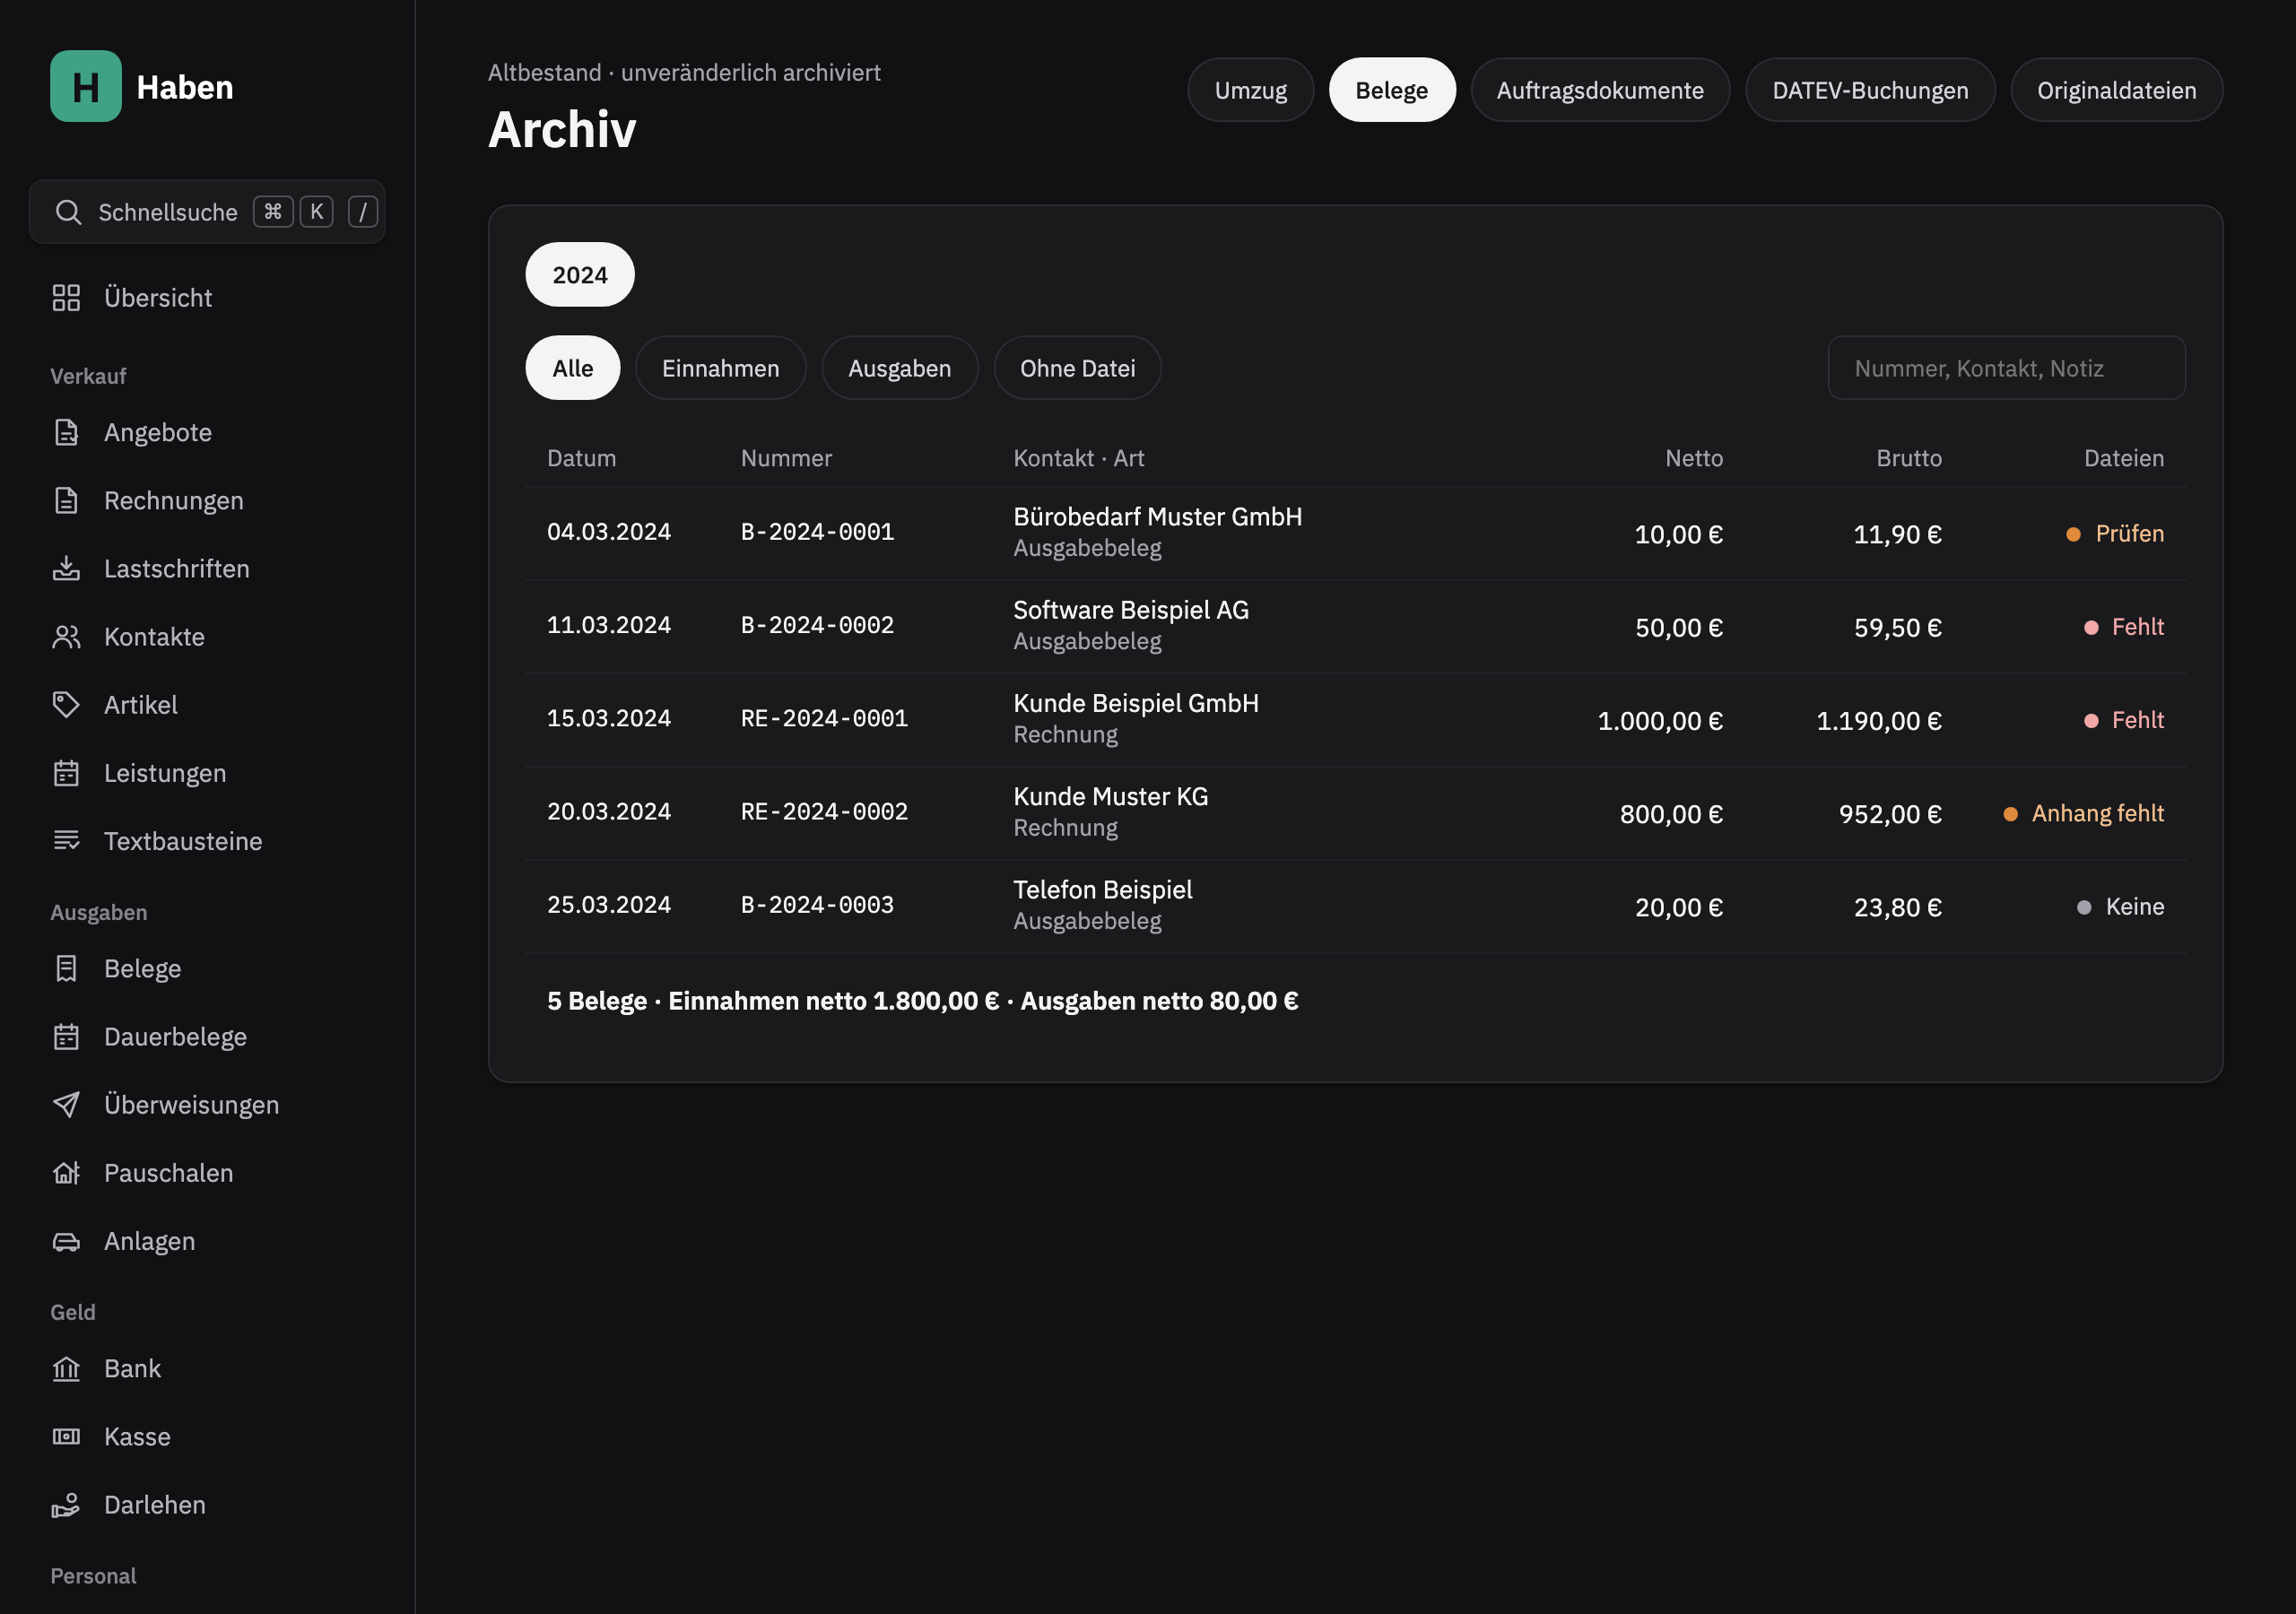 H Haben
Schnellsuche ⌘ K /
Übersicht
Verkauf
Angebote
Rechnungen
Lastschriften
Kontakte
Artikel
Leistungen
Textbausteine
Ausgaben
Belege
Dauerbelege
Überweisungen
Pauschalen
Anlagen
Geld
Bank
Kasse
Darlehen
Personal
Altbestand · unveränderlich archiviert
Archiv
Umzug Belege Auftragsdokumente DATEV-Buchungen Originaldateien
2024
Alle Einnahmen Ausgaben Ohne Datei Nummer, Kontakt, Notiz
Datum Nummer Kontakt · Art Netto Brutto Dateien
04.03.2024 B-2024-0001 Bürobedarf Muster GmbH 10,00 € 11,90 € Prüfen
Ausgabebeleg
11.03.2024 B-2024-0002 Software Beispiel AG 50,00 € 59,50 € Fehlt
Ausgabebeleg
15.03.2024 RE-2024-0001 Kunde Beispiel GmbH 1.000,00 € 1.190,00 € Fehlt
Rechnung
20.03.2024 RE-2024-0002 Kunde Muster KG 800,00 € 952,00 € Anhang fehlt
Rechnung
25.03.2024 B-2024-0003 Telefon Beispiel 20,00 € 23,80 € Keine
Ausgabebeleg
5 Belege · Einnahmen netto 1.800,00 € · Ausgaben netto 80,00 €